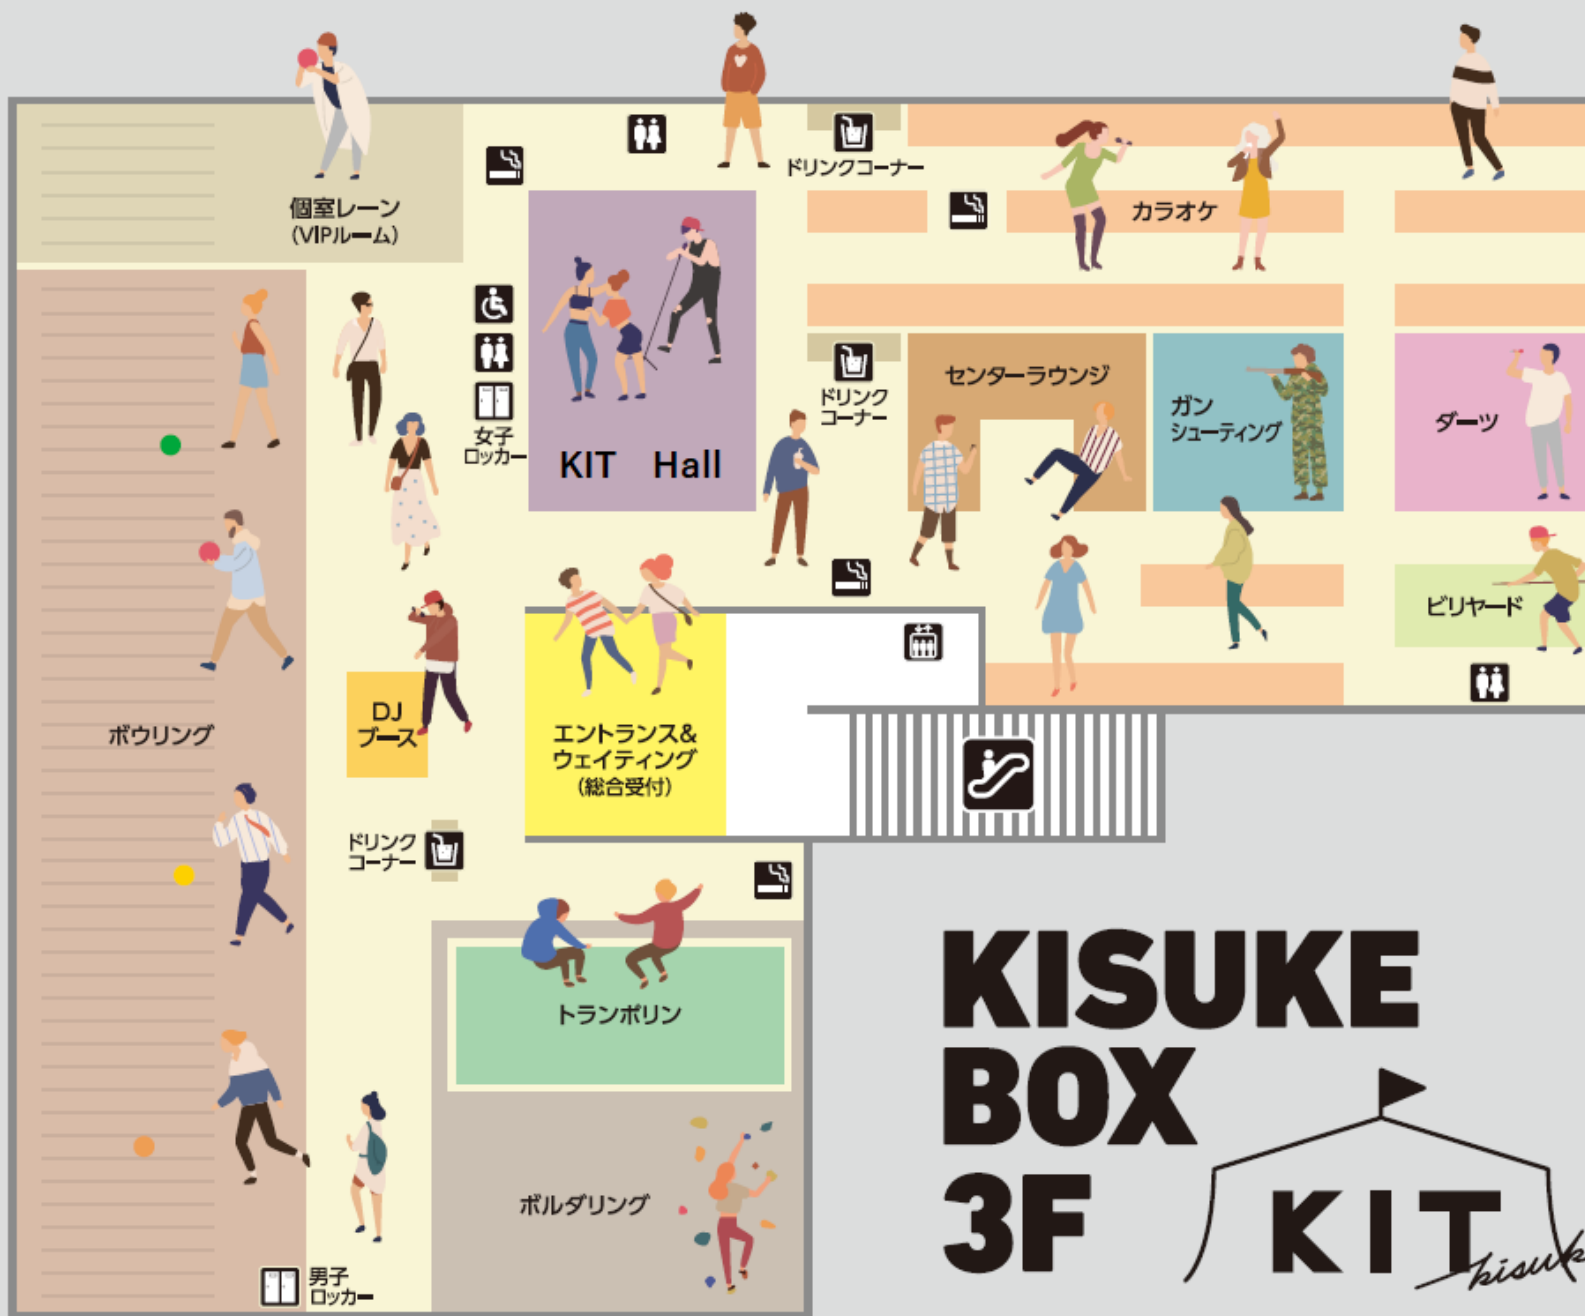 ドリンクコーナー
個室レーン
(VIPルーム)
カラオケ
センターラウンジ
ドリンク
コーナー
ガン
シューティング
ダーツ
女子
ロッカー
KIT Hall
ビリヤード
DJ
ブース
ボウリング
エントランス&
ウェイティング
(総合受付)
ドリンク
コーナー
トランポリン
ボルダリング
男子
ロッカー
KISUKE
BOX
3F
KIT